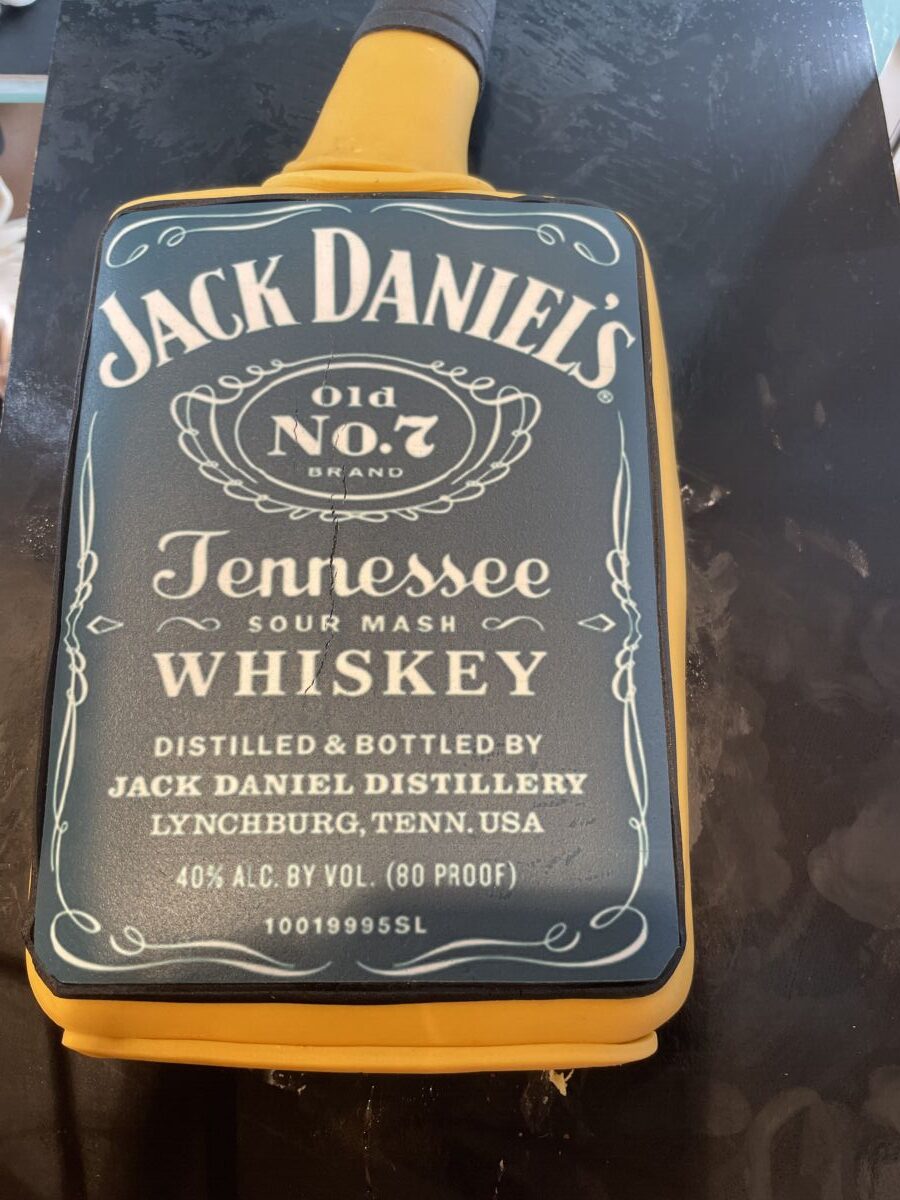 JACK DANIEL'S
®
Old
No.7
BRAND
Tennessee
SOUR MASH
WHISKEY
DISTILLED & BOTTLED BY
JACK DANIEL DISTILLERY
LYNCHBURG, TENN. USA
40% ALC. BY VOL. (80 PROOF)
10019995SL